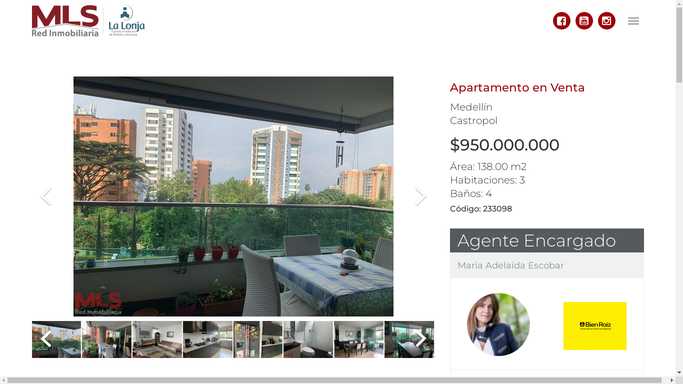 MLS
Red Inmobiliaria
La Lonja
Apartamento en Venta
Medellín
Castropol
$950.000.000
Área: 138.00 m2
Habitaciones: 3
Baños: 4
Código: 233098
Agente Encargado
Maria Adelaida Escobar
Bien Raíz
MLS
Red Inmobiliaria